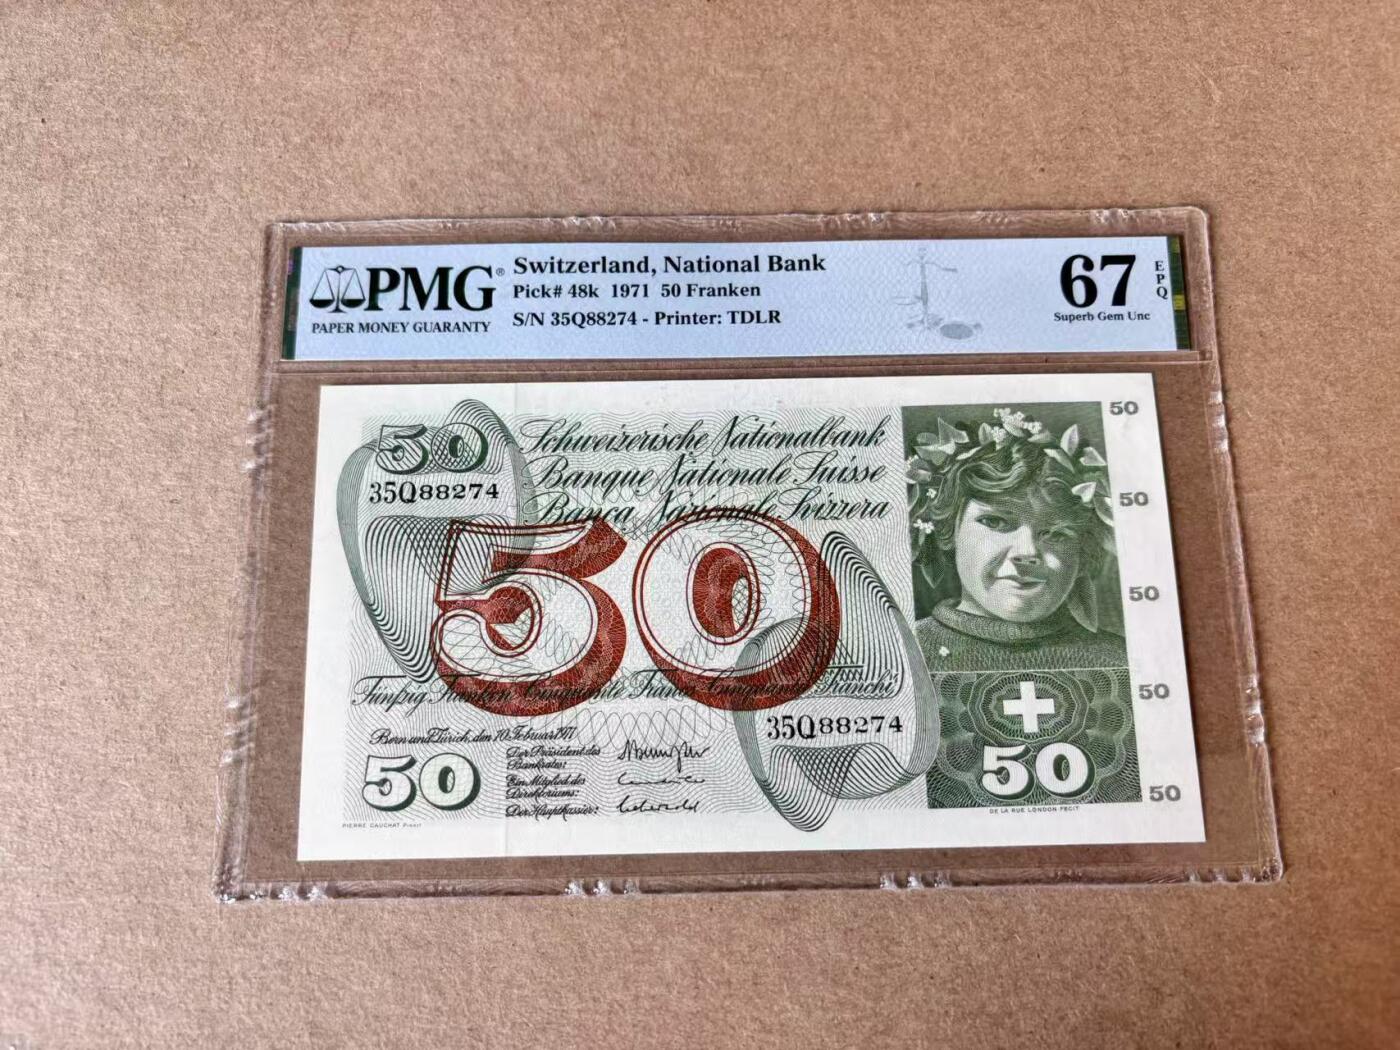 PMG®
PAPER MONEY GUARANTY
Switzerland, National Bank
Pick# 48k 1971 50 Franken
S/N 35Q88274 - Printer: TDLR
67
EPQ
Superb Gem Unc
50
35Q88274
Schweizerische Nationalbank
Banque Nationale Suisse
Banca Nazionale Svizzera
50
50
50
50
50
50
Fünfzig Franken Cinquante Francs Cinquanta Franchi
35Q88274
Bern und Zürich, den 10. Februar 1971
Der Präsident des
Bankrates:
Ein Mitglied des
Direktoriums:
Der Hauptkassier:
50
50
PIERRE GAUCHAT Pinxit
DE LA RUE LONDON FECIT